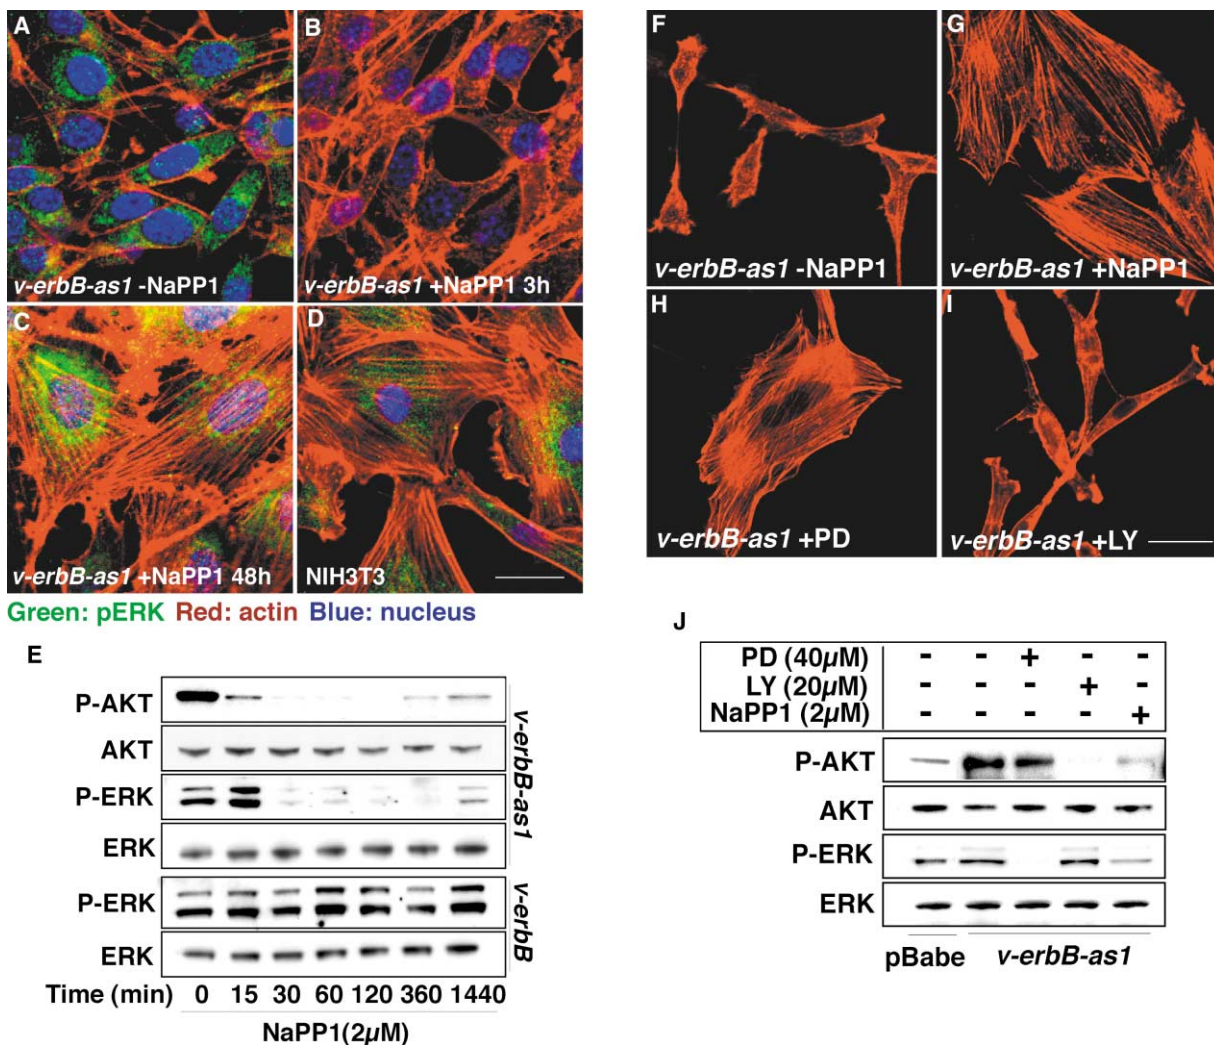 A
B
v-erbB-as1 -NaPP1
v-erbB-as1 +NaPP1 3h
C
D
v-erbB-as1 +NaPP1 48h
NIH3T3
Green: pERK Red: actin Blue: nucleus
E
P-AKT
AKT
P-ERK
ERK
v-erbB-as1
P-ERK
ERK
v-erbB
Time (min) 0 15 30 60 120 360 1440
NaPP1(2µM)
F
G
v-erbB-as1 -NaPP1
v-erbB-as1 +NaPP1
H
I
v-erbB-as1 +PD
v-erbB-as1 +LY
J
PD (40µM) - - + - -
LY (20µM) - - - + -
NaPP1 (2µM) - - - - +
P-AKT
AKT
P-ERK
ERK
pBabe v-erbB-as1